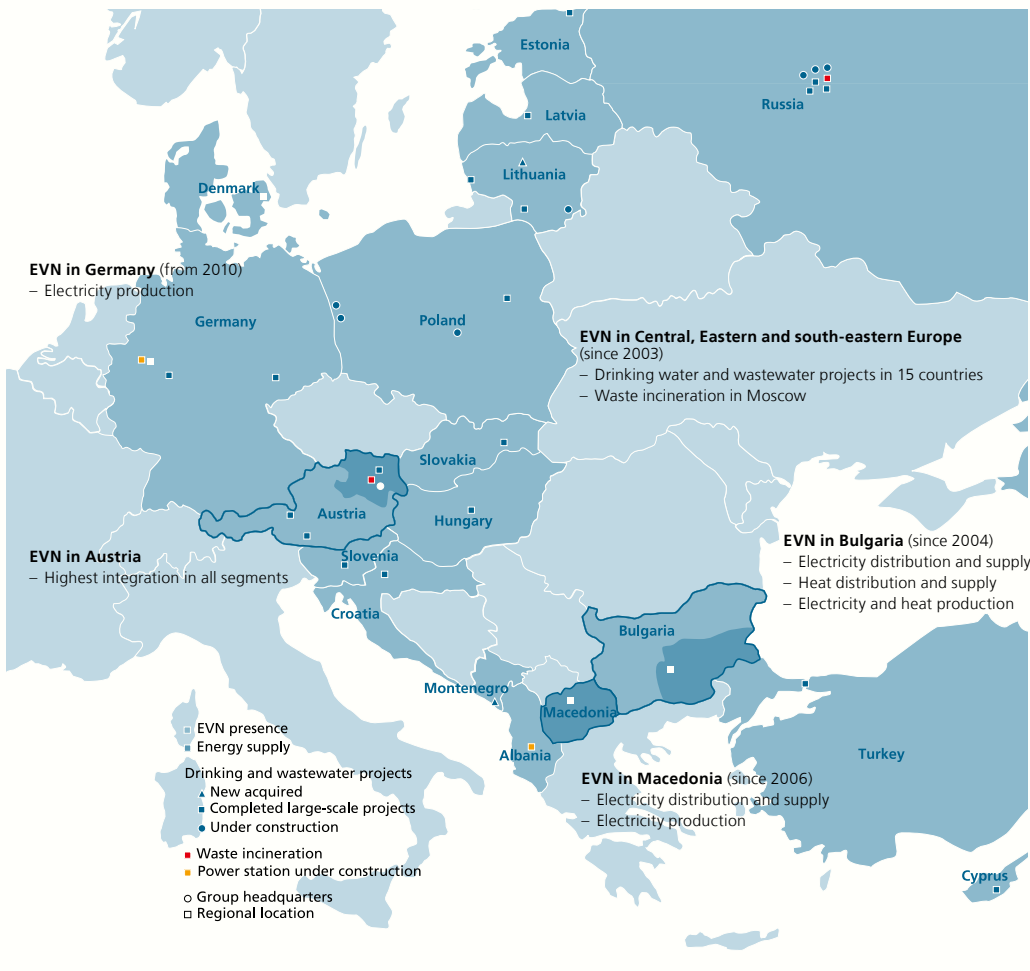 Estonia
Russia
Latvia
Lithuania
Denmark
EVN in Germany (from 2010)
– Electricity production
Germany
Poland
EVN in Central, Eastern and south-eastern Europe
(since 2003)
– Drinking water and wastewater projects in 15 countries
– Waste incineration in Moscow
Slovakia
Austria
Hungary
EVN in Austria
– Highest integration in all segments
Slovenia
Croatia
EVN in Bulgaria (since 2004)
– Electricity distribution and supply
– Heat distribution and supply
– Electricity and heat production
Bulgaria
Montenegro
Macedonia
Albania
Turkey
EVN presence
Energy supply
Drinking and wastewater projects
New acquired
Completed large-scale projects
Under construction
Waste incineration
Power station under construction
Group headquarters
Regional location
EVN in Macedonia (since 2006)
– Electricity distribution and supply
– Electricity production
Cyprus